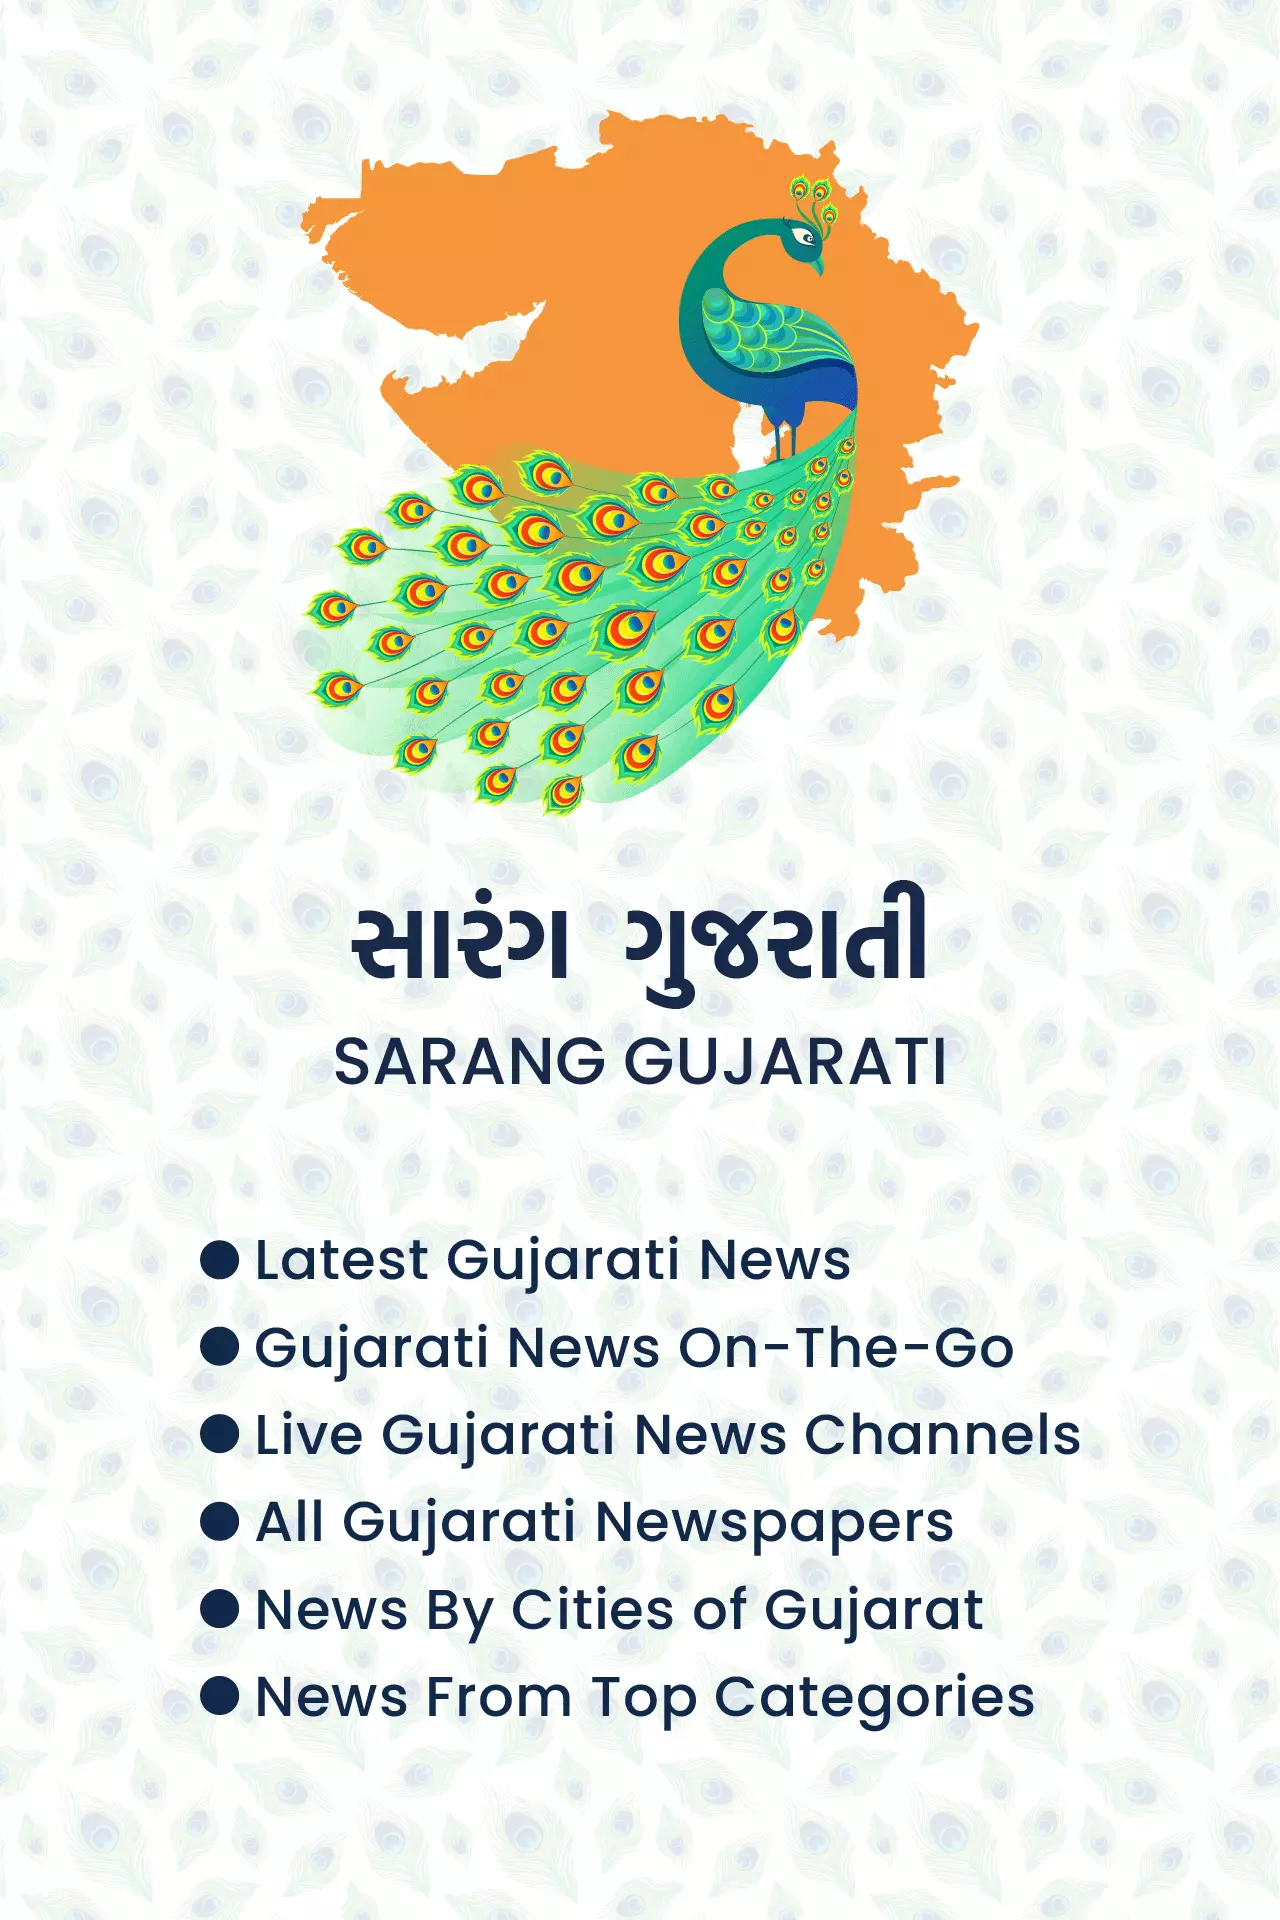 સારંગ ગુજરાતી
SARANG GUJARATI
● Latest Gujarati News
● Gujarati News On-The-Go
● Live Gujarati News Channels
● All Gujarati Newspapers
● News By Cities of Gujarat
● News From Top Categories